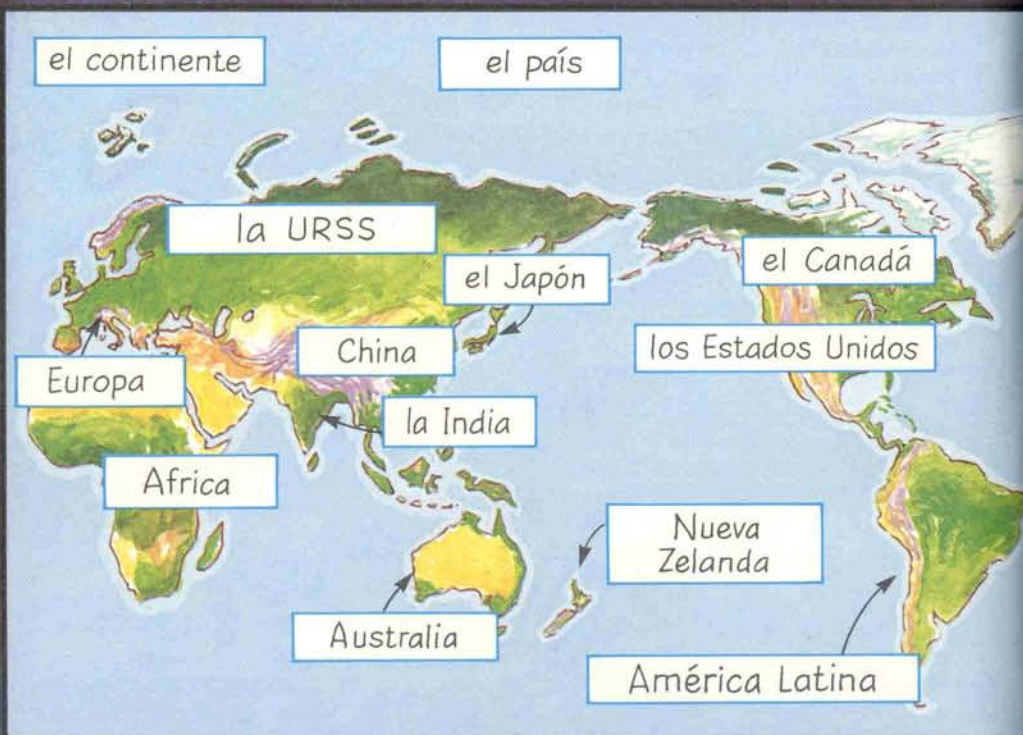 el continente
el país
la URSS
el Japón
el Canadá
China
los Estados Unidos
Europa
la India
Africa
Nueva
Zelanda
Australia
América Latina